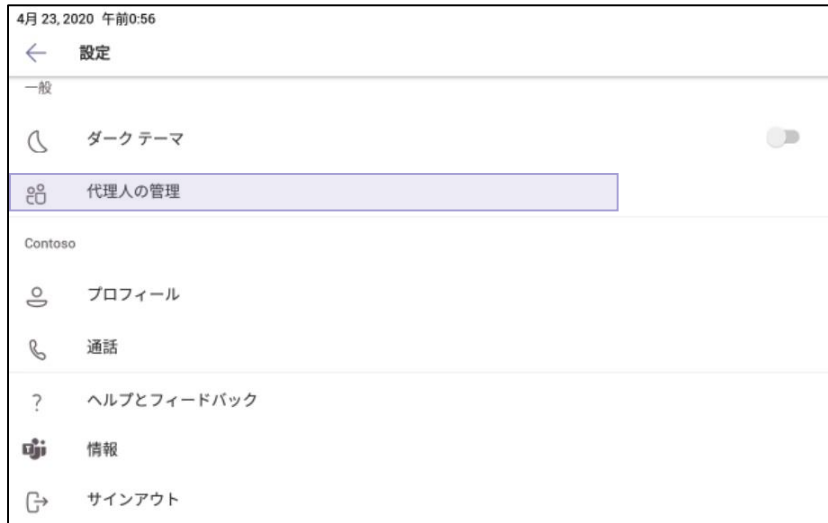 4月 23, 2020 午前0:56
設定
一般
ダーク テーマ
代理人の管理
Contoso
プロフィール
通話
ヘルプとフィードバック
情報
サインアウト